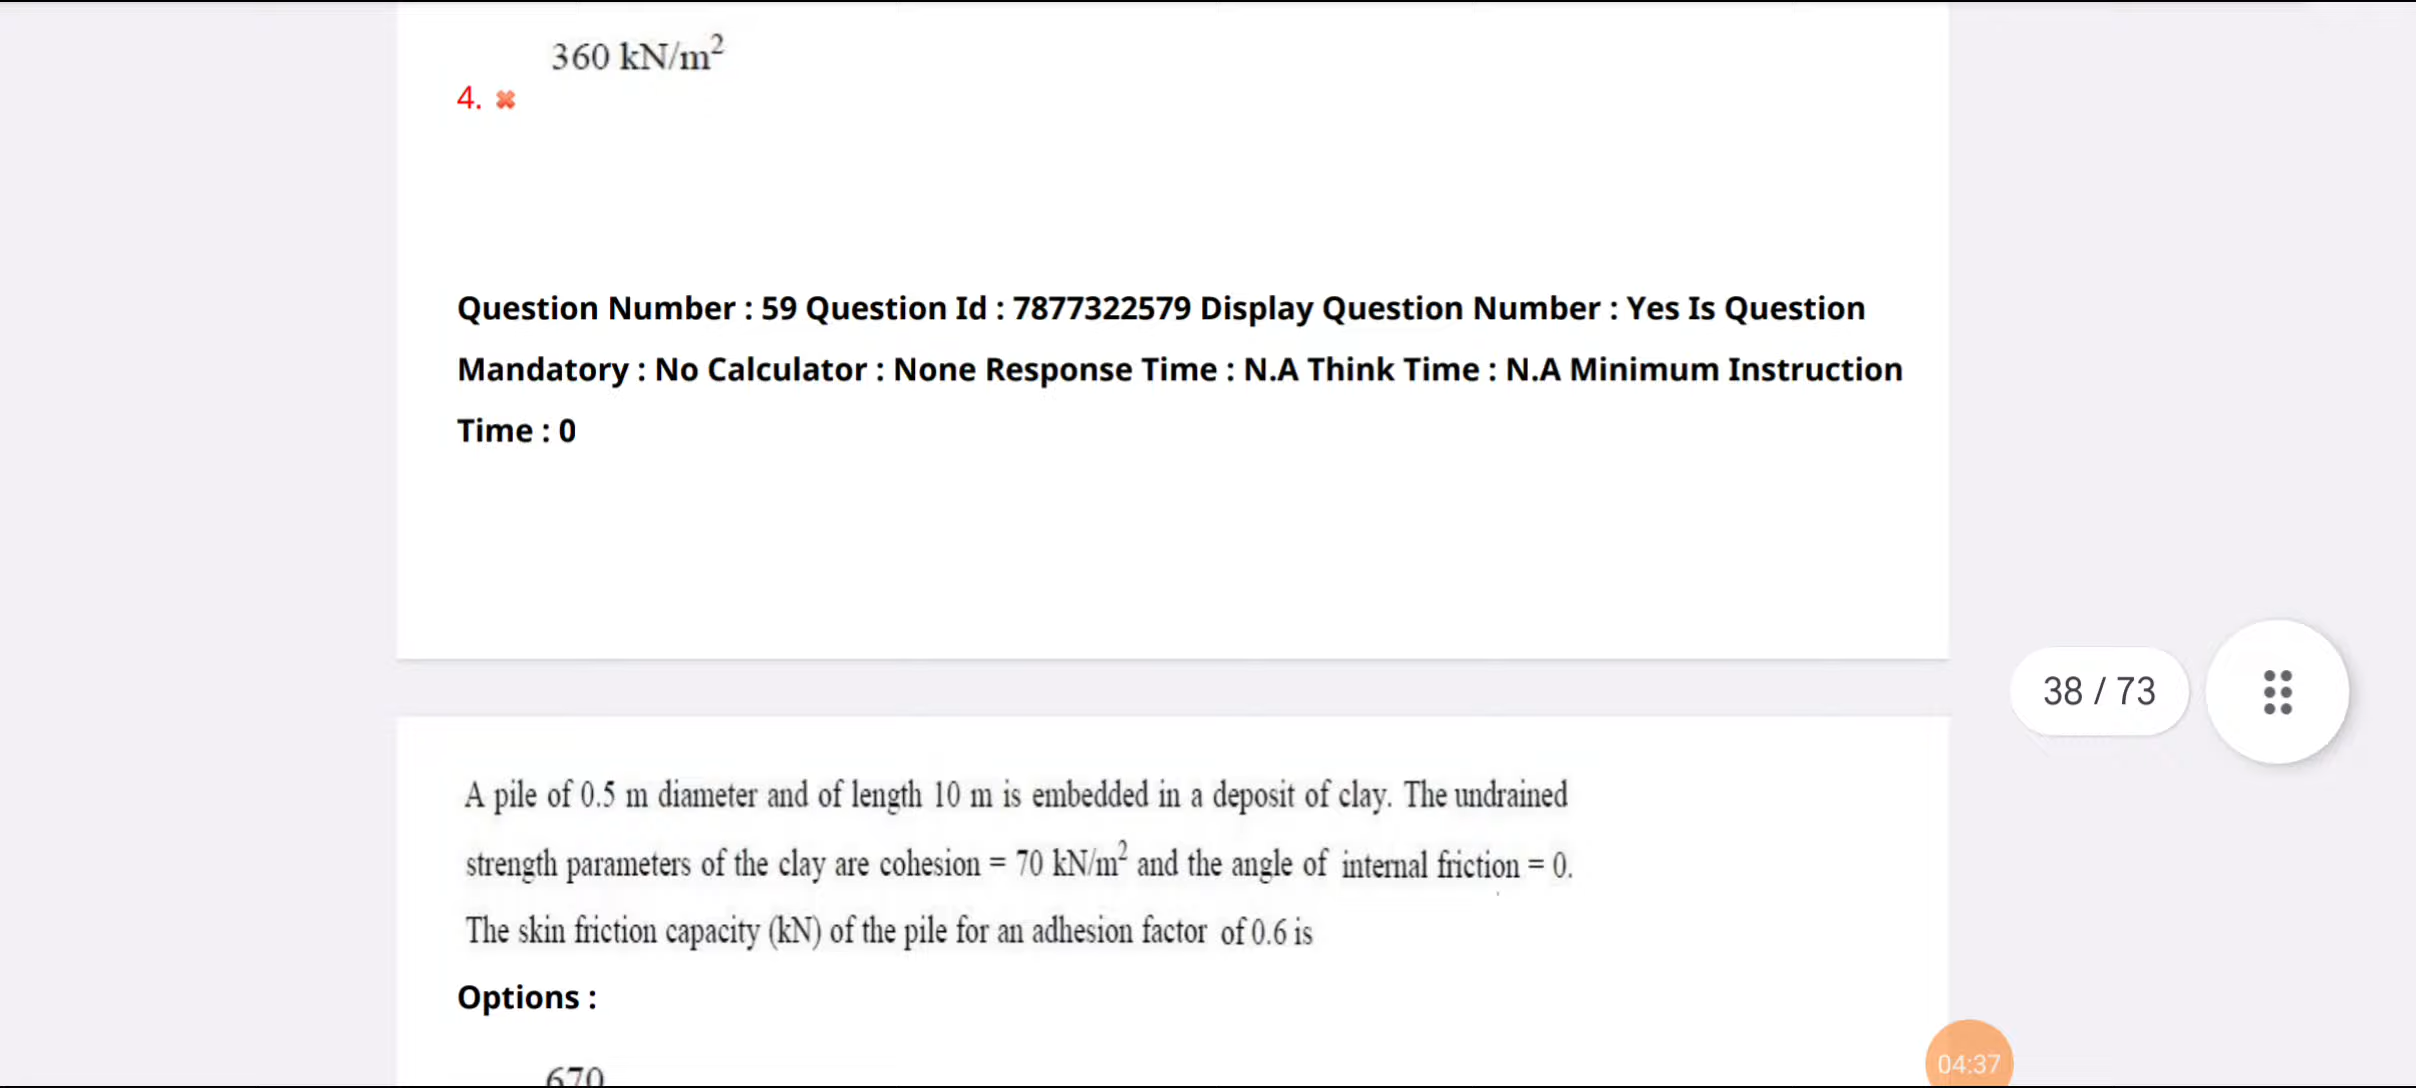 360 kN/m²
4. ✖
Question Number : 59 Question Id : 7877322579 Display Question Number : Yes Is Question
Mandatory : No Calculator : None Response Time : N.A Think Time : N.A Minimum Instruction
Time : 0
38 / 73
A pile of 0.5 m diameter and of length 10 m is embedded in a deposit of clay. The undrained
strength parameters of the clay are cohesion = 70 kN/m² and the angle of internal friction = 0.
The skin friction capacity (kN) of the pile for an adhesion factor of 0.6 is
Options :
04:37
670